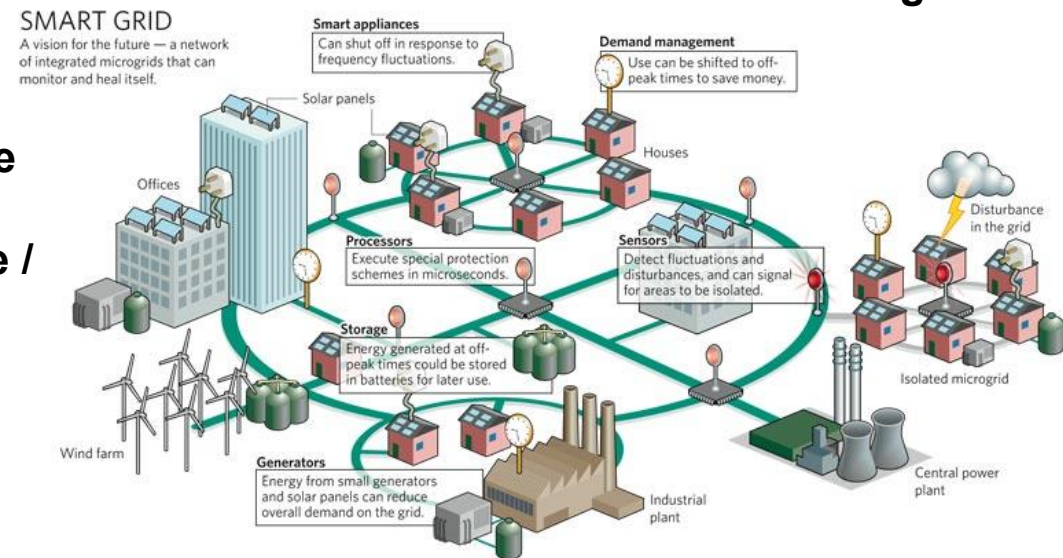 SMART GRID
A vision for the future — a network
of integrated microgrids that can
monitor and heal itself.
Smart appliances
Can shut off in response to
frequency fluctuations.
Demand management
Use can be shifted to off-
peak times to save money.
Solar panels
Houses
Offices
Disturbance
in the grid
Processors
Execute special protection
schemes in microseconds.
Sensors
Detect fluctuations and
disturbances, and can signal
for areas to be isolated.
Storage
Energy generated at off-
peak times could be stored
in batteries for later use.
Isolated microgrid
Wind farm
Generators
Energy from small generators
and solar panels can reduce
overall demand on the grid.
Industrial
plant
Central power
plant
e
e /